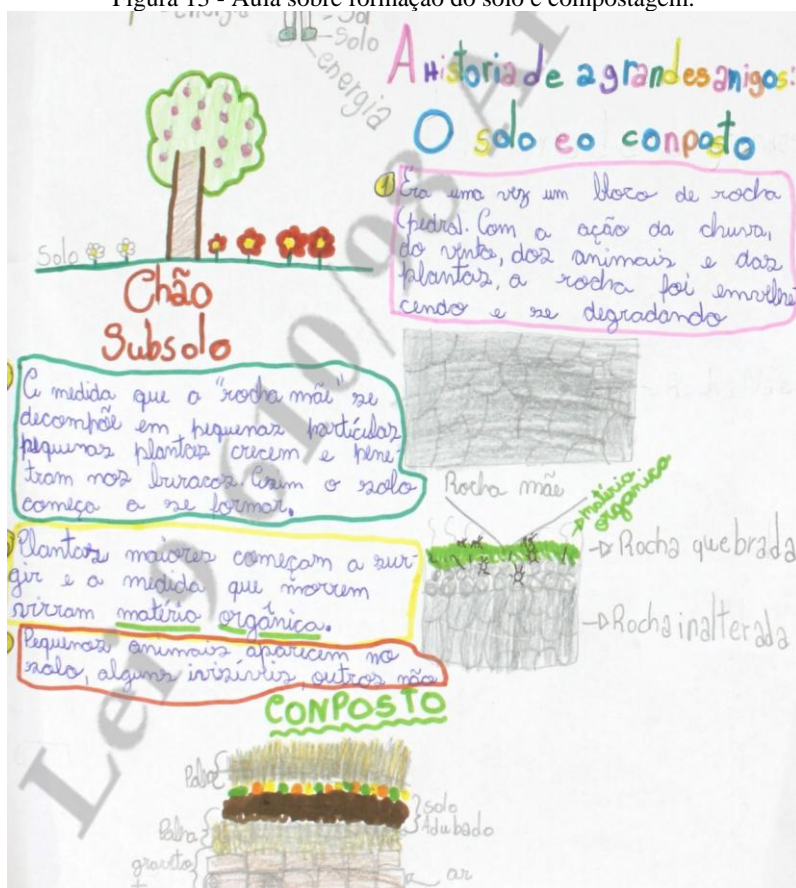 Figura 13 - Aula sobre formação do solo e compostagem.
Solo
energia
A Historia de 2 grandes amigos:
O solo e o conposto
Era uma vez um bloco de rocha
(pedra). Com a ação da chuva,
do vento, dos animais e das
plantas, a rocha foi envelhe
cendo e se degradando
Solo
Chão
Subsolo
A medida que a "rocha mãe" se
decompõe em pequenas partículas
pequenas plantas crecem e pene
tram nos buracos. Assim o solo
começa a se formar.
Rocha mãe
matéria
orgânica
Rocha quebrada
Rocha inalterada
Plantas maiores começam a sur-
gir e a medida que morrem
virram matéria orgânica.
Pequenos animais aparecem no
solo, alguns invisíveis, outros não
CONPOSTO
Palha
solo
Adubado
Palha
graveto
ar
Lei 9 610/98